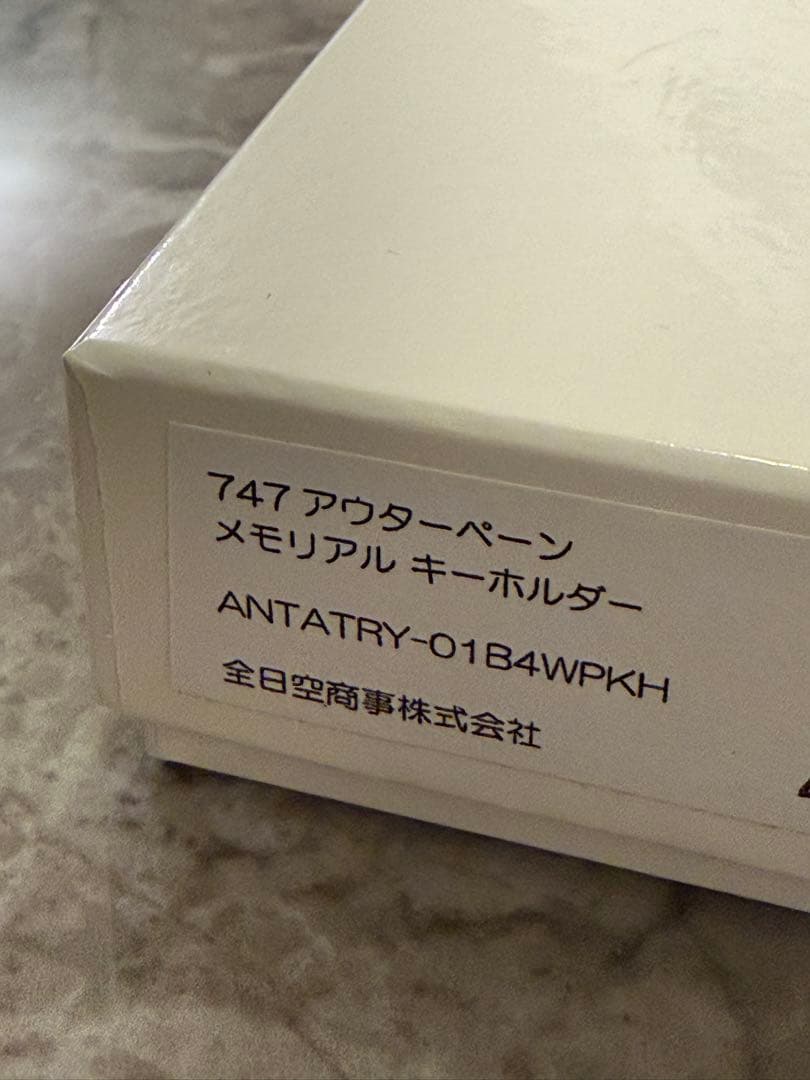 747 アウターペーン
メモリアル キーホルダー
ANTATRY-01B4WPKH
全日空商事株式会社